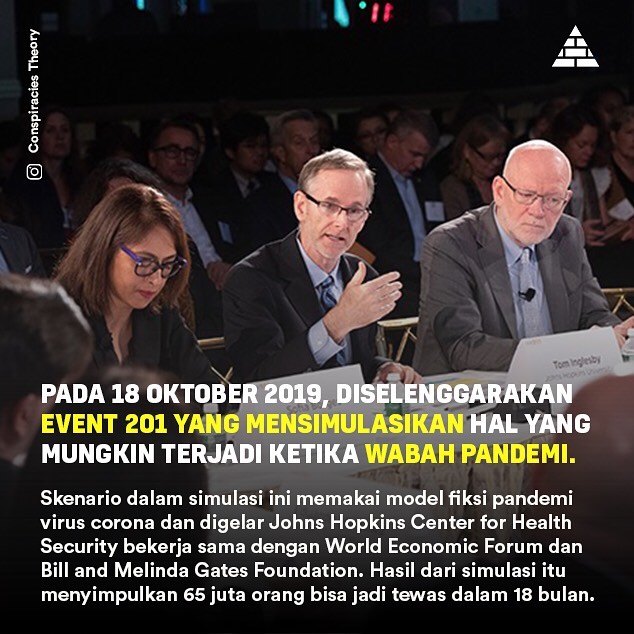 Conspiracies Theory
Tom Inglesby
Johns Hopkins University
PADA 18 OKTOBER 2019, DISELENGGARAKAN
EVENT 201 YANG MENSIMULASIKAN HAL YANG
MUNGKIN TERJADI KETIKA WABAH PANDEMI.
Skenario dalam simulasi ini memakai model fiksi pandemi
virus corona dan digelar Johns Hopkins Center for Health
Security bekerja sama dengan World Economic Forum dan
Bill and Melinda Gates Foundation. Hasil dari simulasi itu
menyimpulkan 65 juta orang bisa jadi tewas dalam 18 bulan.